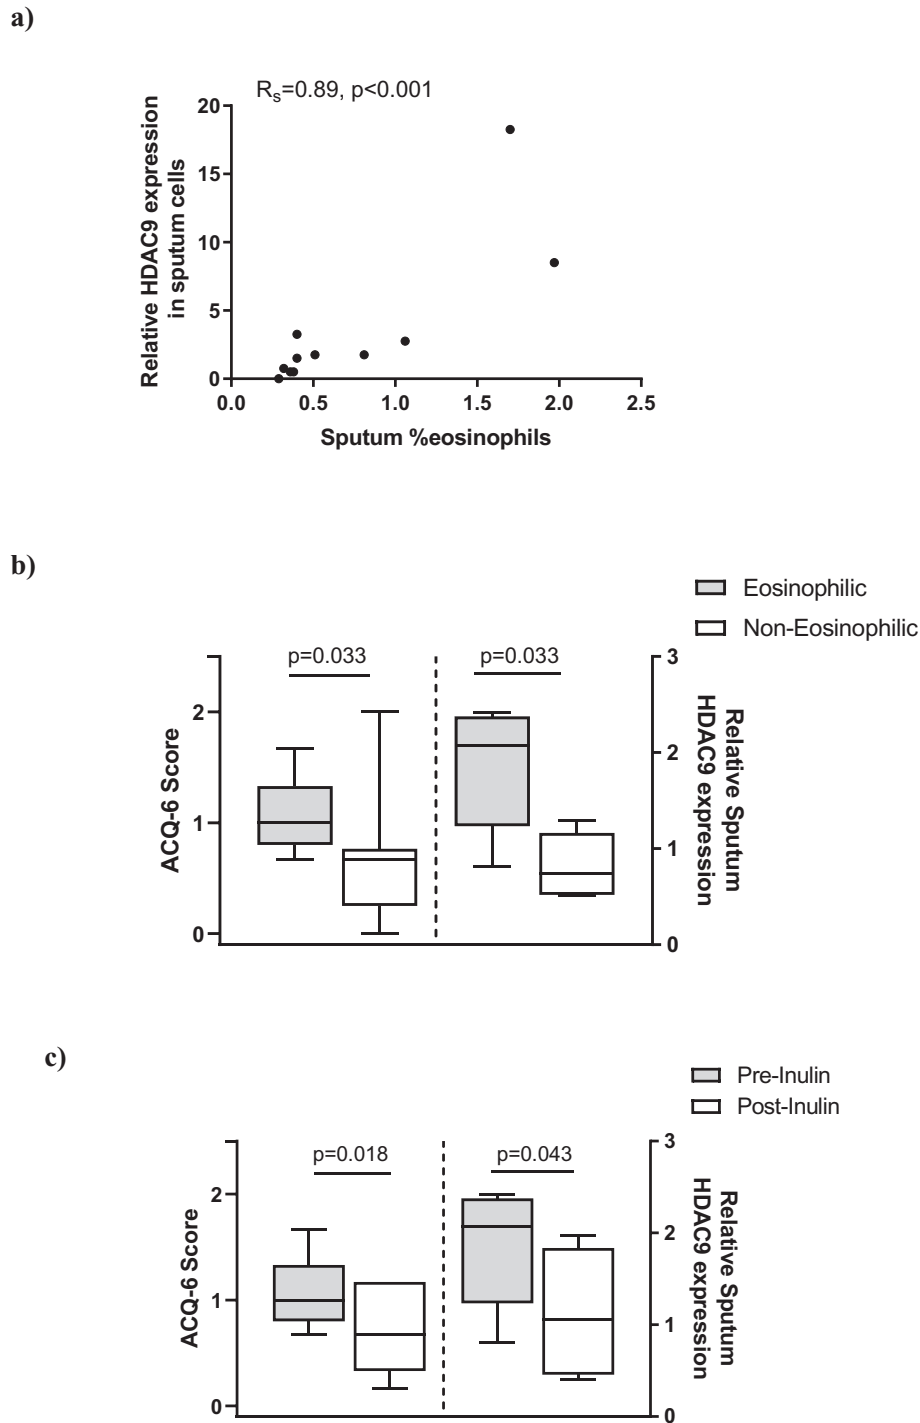 a)
Rs=0.89, p<0.001
Relative HDAC9 expression
in sputum cells
20
15
10
5
0
0.0 0.5 1.0 1.5 2.0 2.5
Sputum %eosinophils
b)
Eosinophilic
Non-Eosinophilic
p=0.033 p=0.033
ACQ-6 Score
2
1
0
3
2
1
0
Relative Sputum
HDAC9 expression
c)
Pre-Inulin
Post-Inulin
p=0.018 p=0.043
ACQ-6 Score
2
1
0
3
2
1
0
Relative Sputum
HDAC9 expression